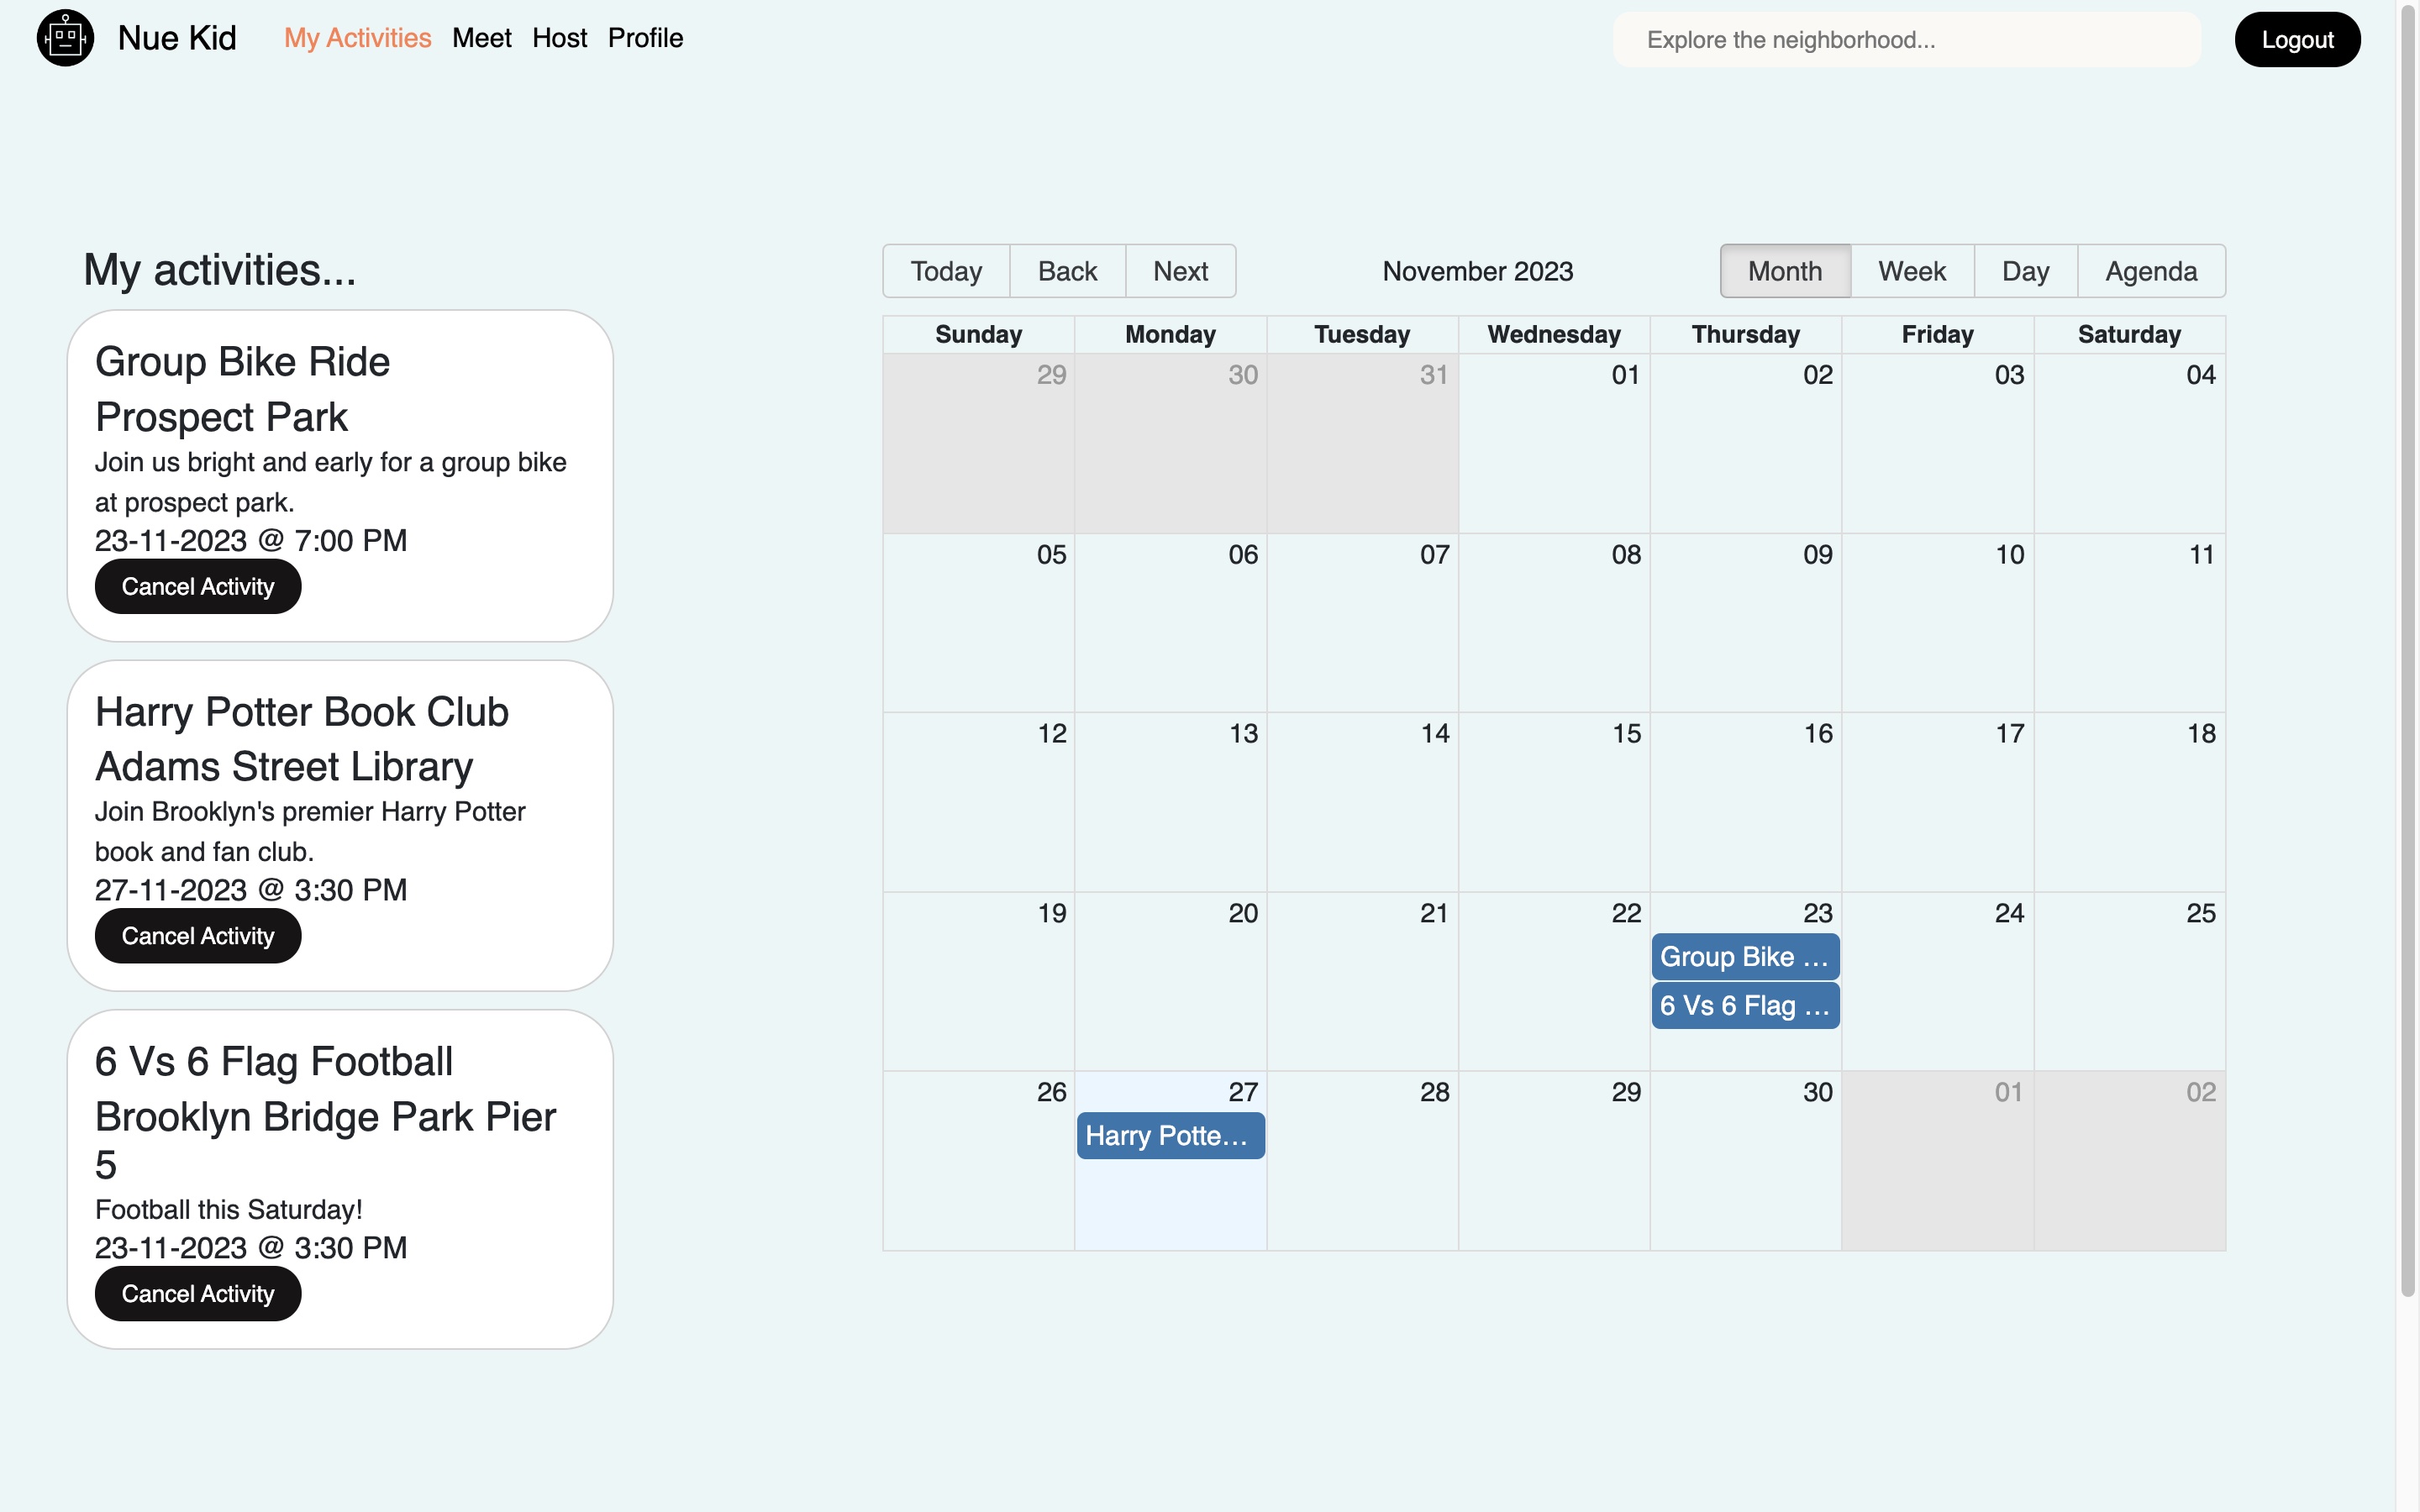 Nue Kid My Activities Meet Host Profile Explore the neighborhood... Logout
My activities...
Group Bike Ride
Prospect Park
Join us bright and early for a group bike
at prospect park.
23-11-2023 @ 7:00 PM
Cancel Activity
Harry Potter Book Club
Adams Street Library
Join Brooklyn's premier Harry Potter
book and fan club.
27-11-2023 @ 3:30 PM
Cancel Activity
6 Vs 6 Flag Football
Brooklyn Bridge Park Pier
5
Football this Saturday!
23-11-2023 @ 3:30 PM
Cancel Activity
Today Back Next November 2023 Month Week Day Agenda
Sunday Monday Tuesday Wednesday Thursday Friday Saturday
29 30 31 01 02 03 04
05 06 07 08 09 10 11
12 13 14 15 16 17 18
19 20 21 22 23 24 25
Group Bike ...
6 Vs 6 Flag ...
26 27 28 29 30 01 02
Harry Potte...